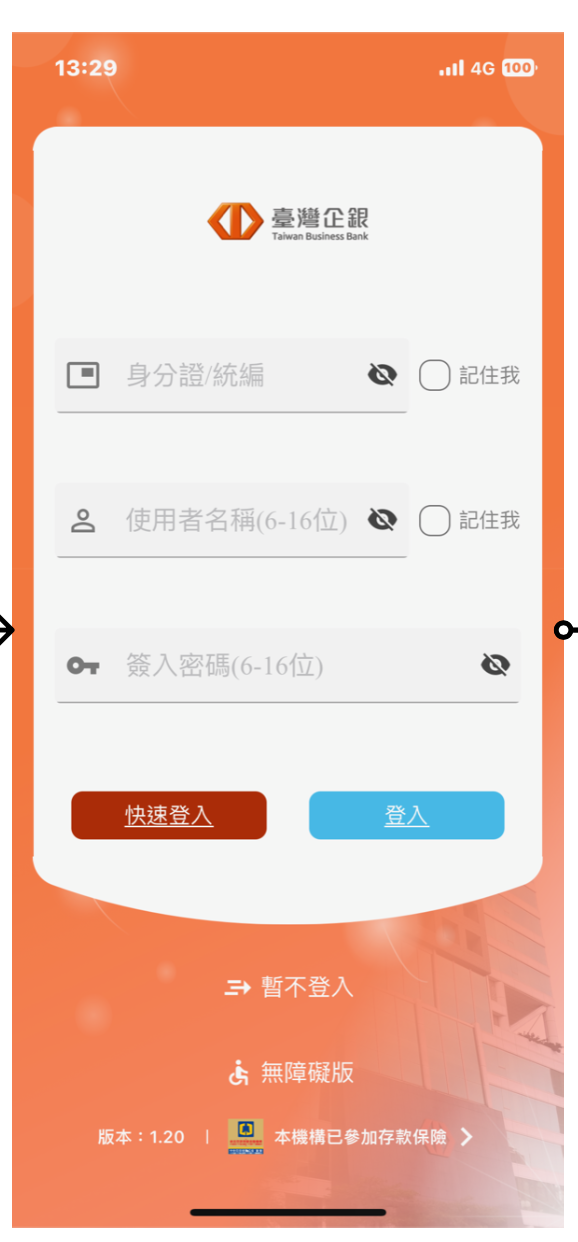 13:29 4G 100
臺灣企銀
Taiwan Business Bank
身分證/統編 記住我
使用者名稱(6-16位) 記住我
簽入密碼(6-16位)
快速登入 登入
暫不登入
無障礙版
版本：1.20 | 本機構已參加存款保險